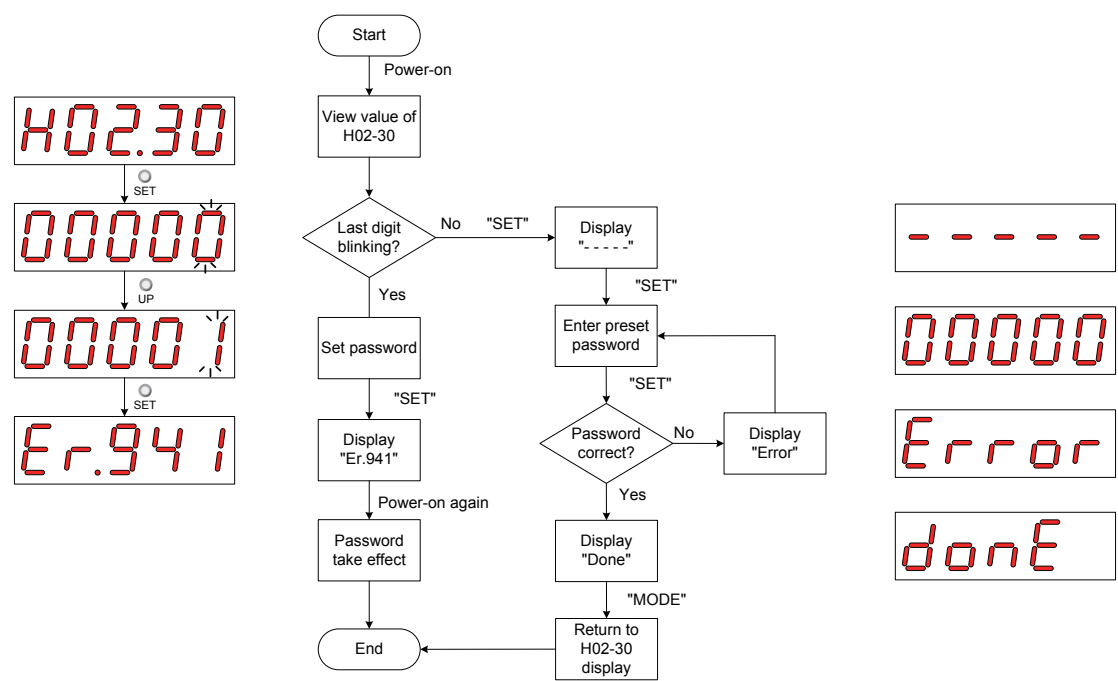 H02.30
SET
00000
UP
00001
SET
Er.941
Start
Power-on
View value of
H02-30
Last digit
blinking?
No
"SET"
Yes
Set password
"SET"
Display
"Er.941"
Power-on again
Password
take effect
End
Display
"- - - - -"
"SET"
Enter preset
password
"SET"
Password
correct?
No
Display
"Error"
Yes
Display
"Done"
"MODE"
Return to
H02-30
display
- - - - -
00000
Error
donE